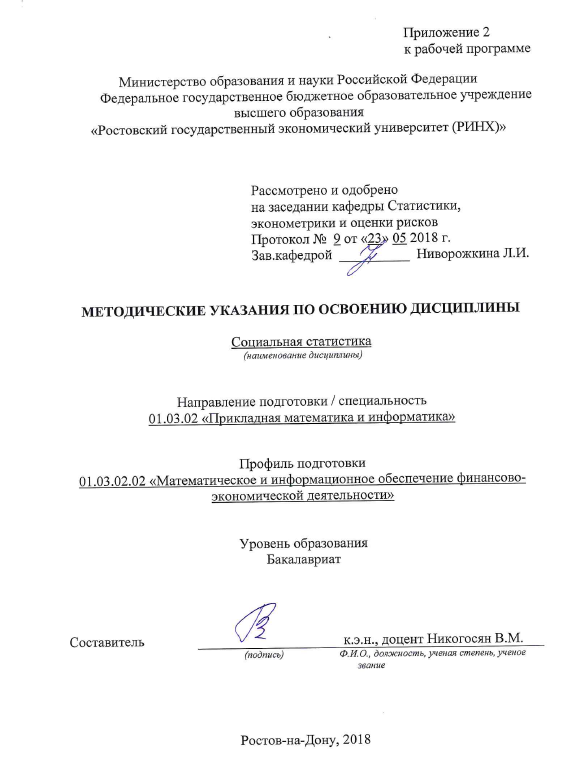 Приложение 2
к рабочей программе
Министерство образования и науки Российской Федерации
Федеральное государственное бюджетное образовательное учреждение
высшего образования
«Ростовский государственный экономический университет (РИНХ)»
Рассмотрено и одобрено
на заседании кафедры Статистики,
эконометрики и оценки рисков
Протокол № 9 от «23» 05 2018 г.
Зав.кафедрой ___________ Ниворожкина Л.И.
МЕТОДИЧЕСКИЕ УКАЗАНИЯ ПО ОСВОЕНИЮ ДИСЦИПЛИНЫ
Социальная статистика
(наименование дисциплины)
Направление подготовки / специальность
01.03.02 «Прикладная математика и информатика»
Профиль подготовки
01.03.02.02 «Математическое и информационное обеспечение финансово-
экономической деятельности»
Уровень образования
Бакалавриат
Составитель к.э.н., доцент Никогосян В.М.
(подпись) Ф.И.О., должность, ученая степень, ученое
звание
Ростов-на-Дону, 2018